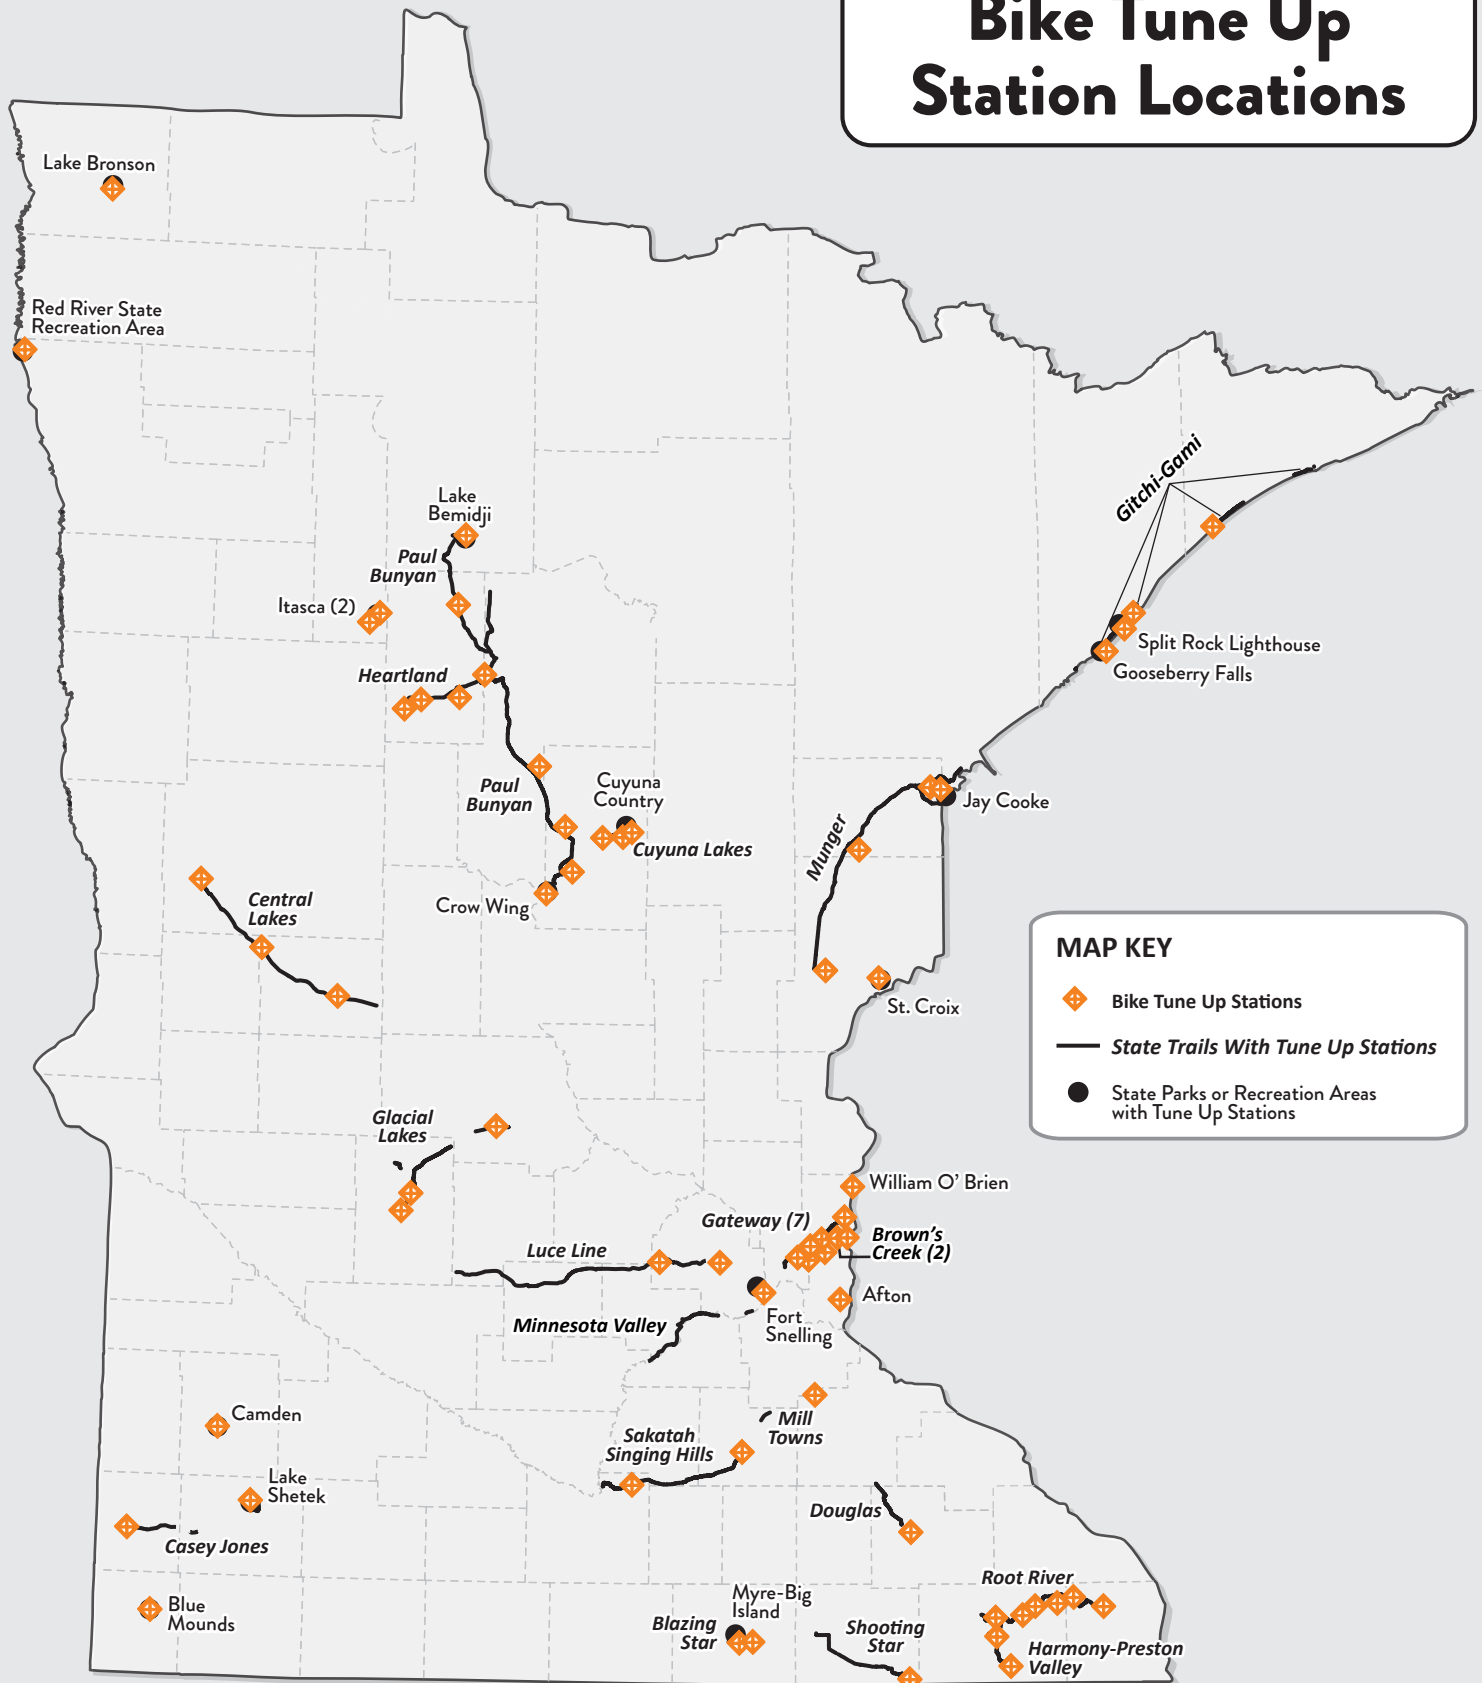 Bike Tune Up
Station Locations
Lake Bronson
Red River State
Recreation Area
Gitchi-Gami
Lake
Bemidji
Paul
Bunyan
Itasca (2)
Split Rock Lighthouse
Gooseberry Falls
Heartland
Paul
Bunyan
Cuyuna
Country
Cuyuna Lakes
Jay Cooke
Munger
Central
Lakes
Crow Wing
St. Croix
MAP KEY
Bike Tune Up Stations
State Trails With Tune Up Stations
State Parks or Recreation Areas
with Tune Up Stations
Glacial
Lakes
William O' Brien
Gateway (7)
Brown's
Creek (2)
Luce Line
Afton
Fort
Snelling
Minnesota Valley
Camden
Mill
Towns
Sakatah
Singing Hills
Lake
Shetek
Douglas
Casey Jones
Root River
Blue
Mounds
Myre-Big
Island
Blazing
Star
Shooting
Star
Harmony-Preston
Valley